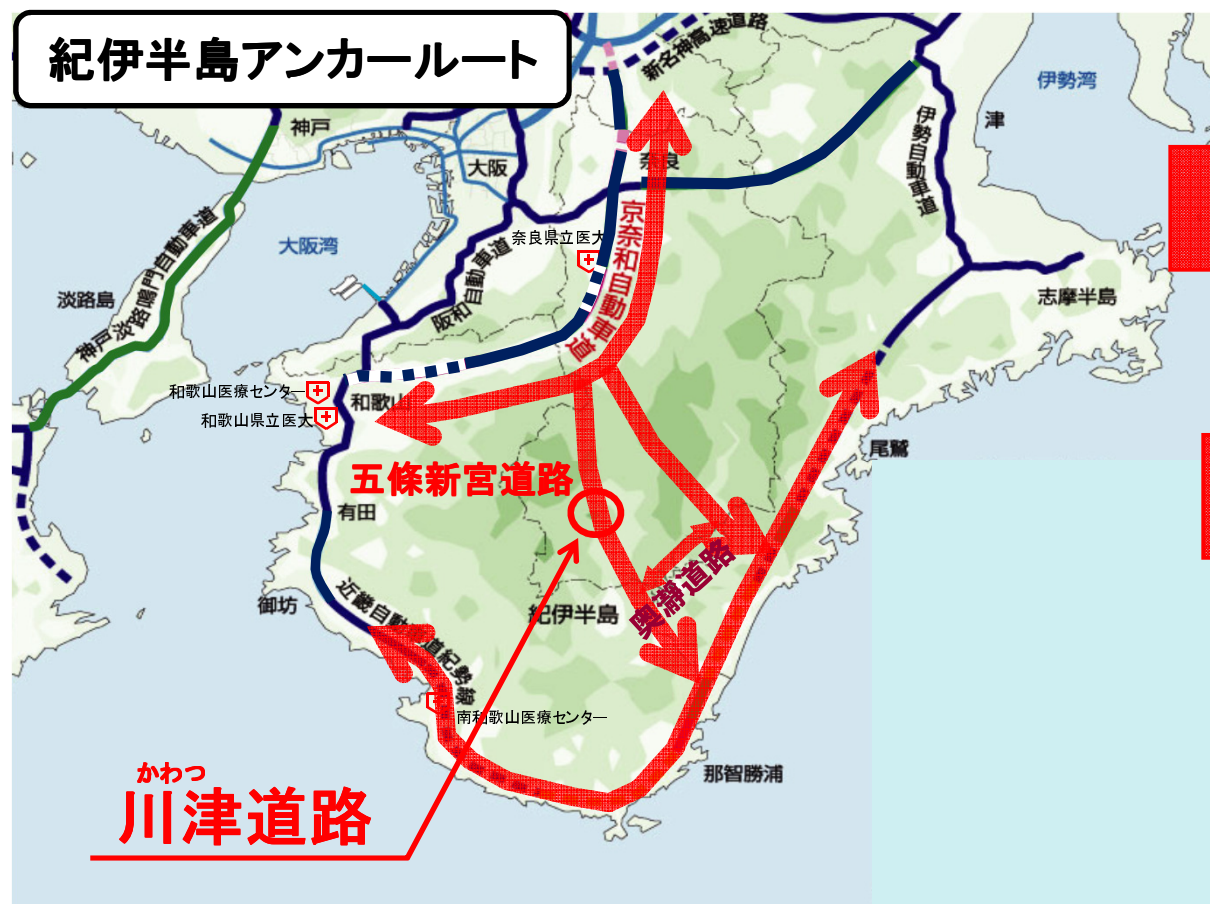 紀伊半島アンカールート
新名神高速道路
伊勢湾
神戸
大阪
奈良
津
伊勢自動車道
京奈和自動車道
奈良県立医大
大阪湾
阪和自動車道
淡路島
神戸淡路鳴門自動車道
志摩半島
和歌山医療センター
和歌山県立医大
和歌山
尾鷲
五條新宮道路
有田
奥瀞道路
御坊
紀伊半島
近畿自動車道紀勢線
南和歌山医療センター
那智勝浦
かわつ
川津道路